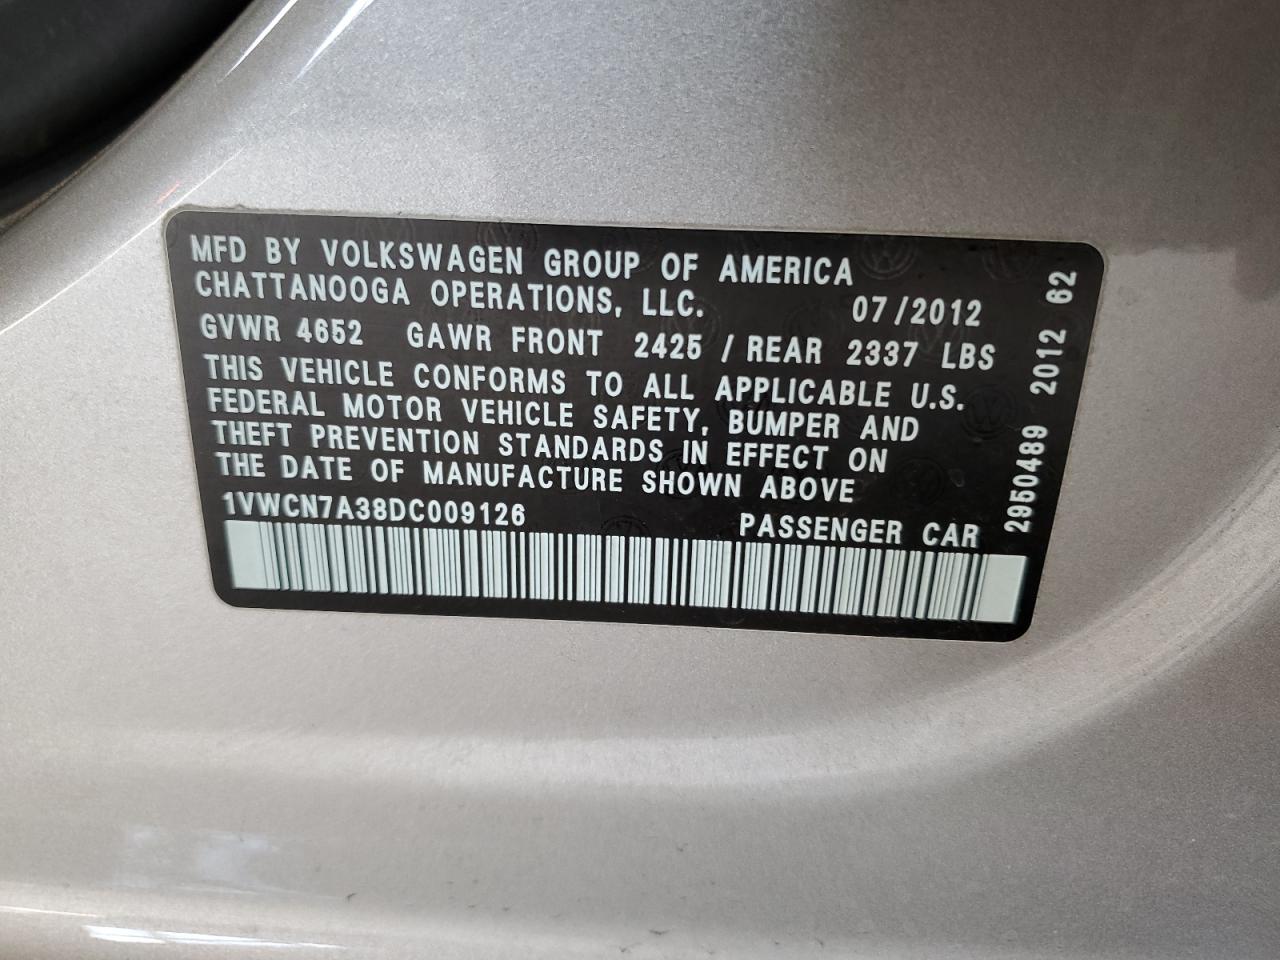 MFD BY VOLKSWAGEN GROUP OF AMERICA
CHATTANOOGA OPERATIONS, LLC. 07/2012
GVWR 4652 GAWR FRONT 2425 / REAR 2337 LBS
THIS VEHICLE CONFORMS TO ALL APPLICABLE U.S.
FEDERAL MOTOR VEHICLE SAFETY, BUMPER AND
THEFT PREVENTION STANDARDS IN EFFECT ON
THE DATE OF MANUFACTURE SHOWN ABOVE
1VWCN7A38DC009126 PASSENGER CAR
2950489 2012 62